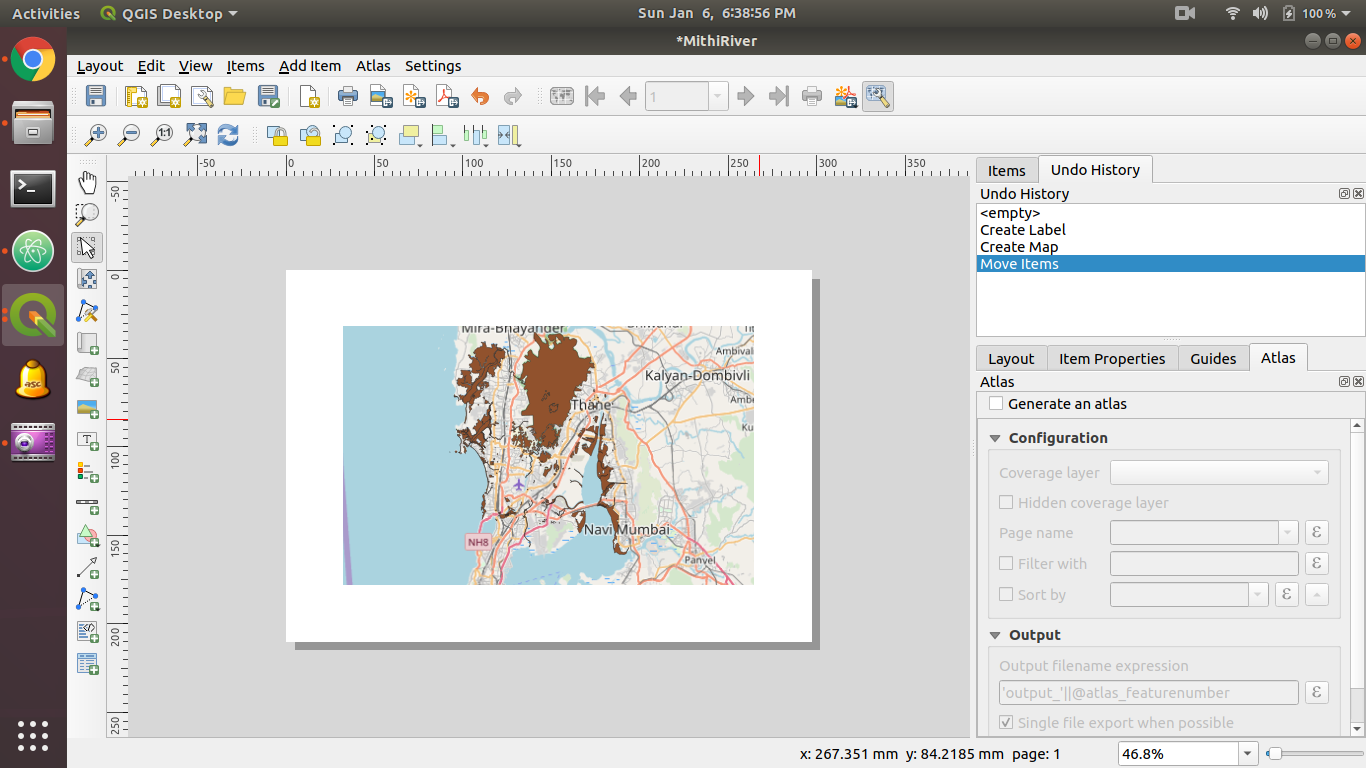 Activities QGIS Desktop Sun Jan 6, 6:38:56 PM 100 %
*MithiRiver
Layout Edit View Items Add Item Atlas Settings
1
1:1
-50 0 50 100 150 200 250 300 350
-50
0
50
100
150
200
250
Items Undo History
Undo History
<empty>
Create Label
Create Map
Move Items
Layout Item Properties Guides Atlas
Atlas
Generate an atlas
Configuration
Coverage layer
Hidden coverage layer
Page name ε
Filter with ε
Sort by ε
Output
Output filename expression
'output_'||@atlas_featurenumber ε
Single file export when possible
Mira-Bhayander
Ambival
Kalyan-Dombivli
Thane
Navi Mumbai
NH8
Panvel
asc
T
x: 267.351 mm y: 84.2185 mm page: 1 46.8%